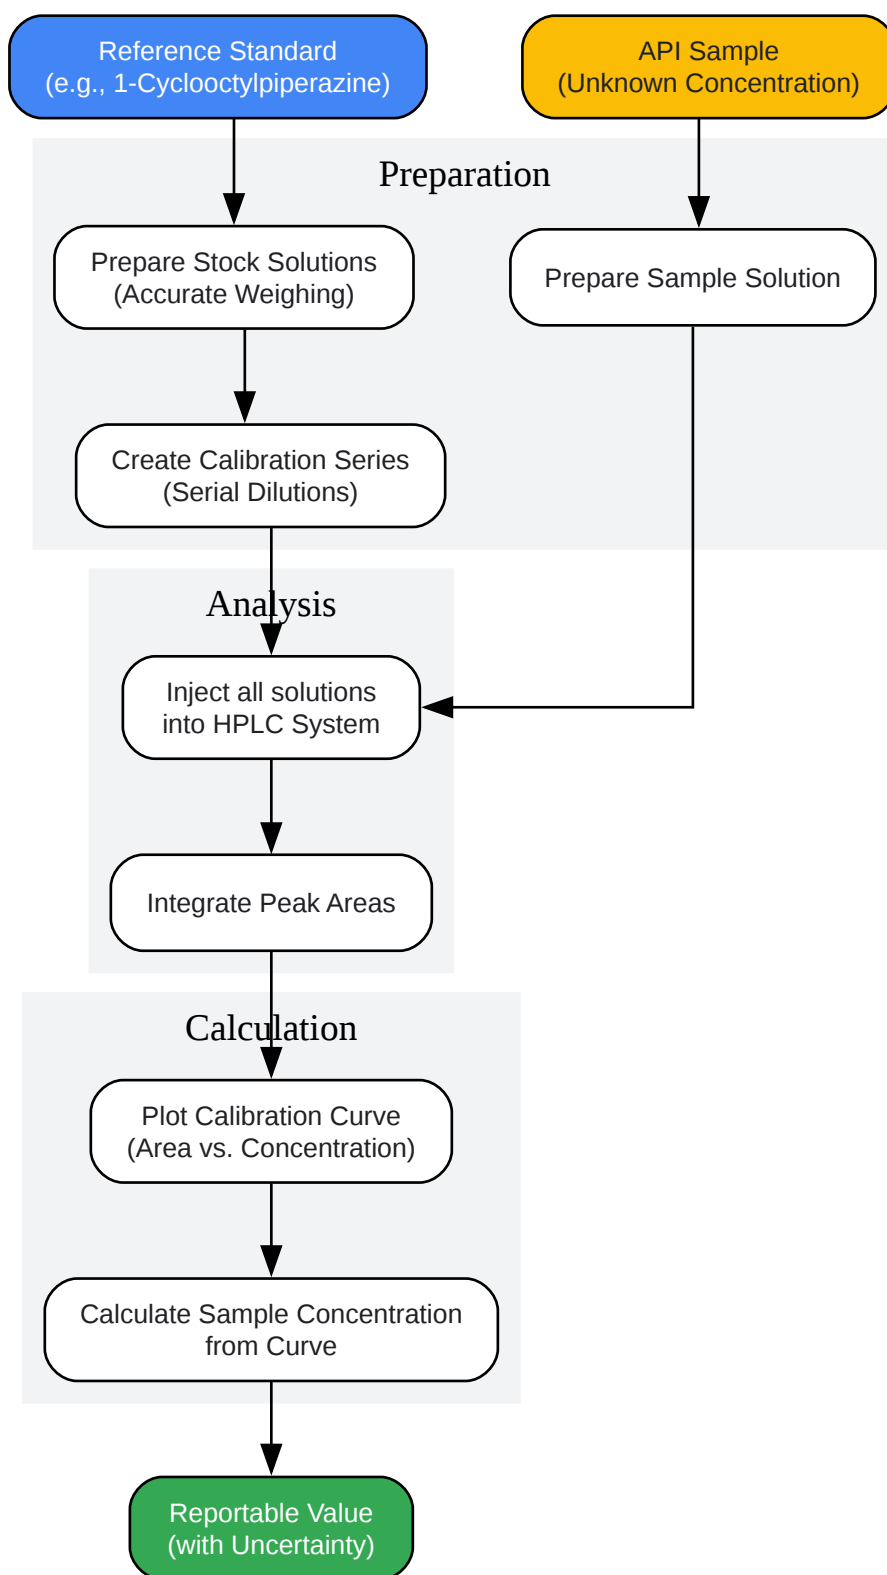 Reference Standard
(e.g., 1-Cyclooctylpiperazine)
API Sample
(Unknown Concentration)
Preparation
Prepare Stock Solutions
(Accurate Weighing)
Prepare Sample Solution
Create Calibration Series
(Serial Dilutions)
Analysis
Inject all solutions
into HPLC System
Integrate Peak Areas
Calculation
Plot Calibration Curve
(Area vs. Concentration)
Calculate Sample Concentration
from Curve
Reportable Value
(with Uncertainty)